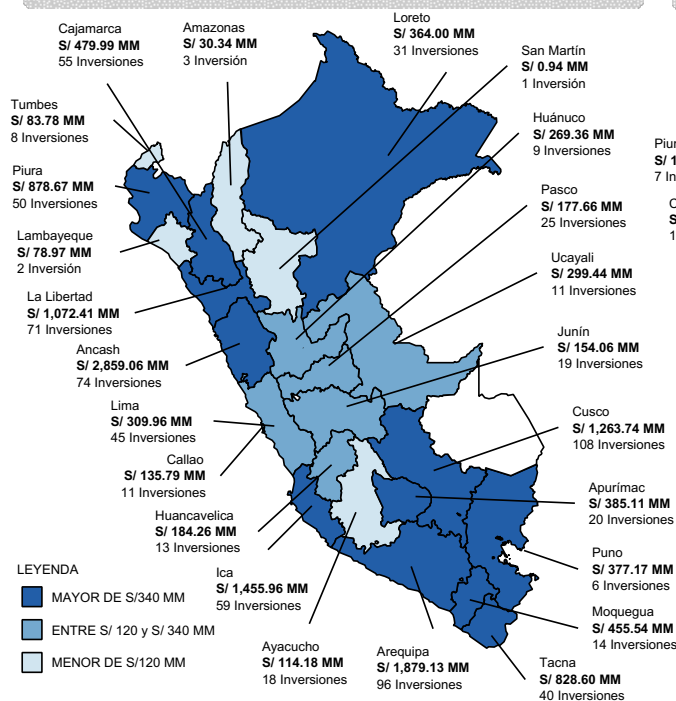 Cajamarca
S/ 479.99 MM
55 Inversiones
Amazonas
S/ 30.34 MM
3 Inversión
Loreto
S/ 364.00 MM
31 Inversiones
San Martín
S/ 0.94 MM
1 Inversión
Tumbes
S/ 83.78 MM
8 Inversiones
Huánuco
S/ 269.36 MM
9 Inversiones
Piura
S/ 878.67 MM
50 Inversiones
Pasco
S/ 177.66 MM
25 Inversiones
Lambayeque
S/ 78.97 MM
2 Inversión
Ucayali
S/ 299.44 MM
11 Inversiones
La Libertad
S/ 1,072.41 MM
71 Inversiones
Junín
S/ 154.06 MM
19 Inversiones
Ancash
S/ 2,859.06 MM
74 Inversiones
Lima
S/ 309.96 MM
45 Inversiones
Cusco
S/ 1,263.74 MM
108 Inversiones
Callao
S/ 135.79 MM
11 Inversiones
Apurímac
S/ 385.11 MM
20 Inversiones
Huancavelica
S/ 184.26 MM
13 Inversiones
Puno
S/ 377.17 MM
6 Inversiones
Ica
S/ 1,455.96 MM
59 Inversiones
Moquegua
S/ 455.54 MM
14 Inversiones
Ayacucho
S/ 114.18 MM
18 Inversiones
Arequipa
S/ 1,879.13 MM
96 Inversiones
Tacna
S/ 828.60 MM
40 Inversiones
LEYENDA
MAYOR DE S/340 MM
ENTRE S/ 120 y S/ 340 MM
MENOR DE S/120 MM